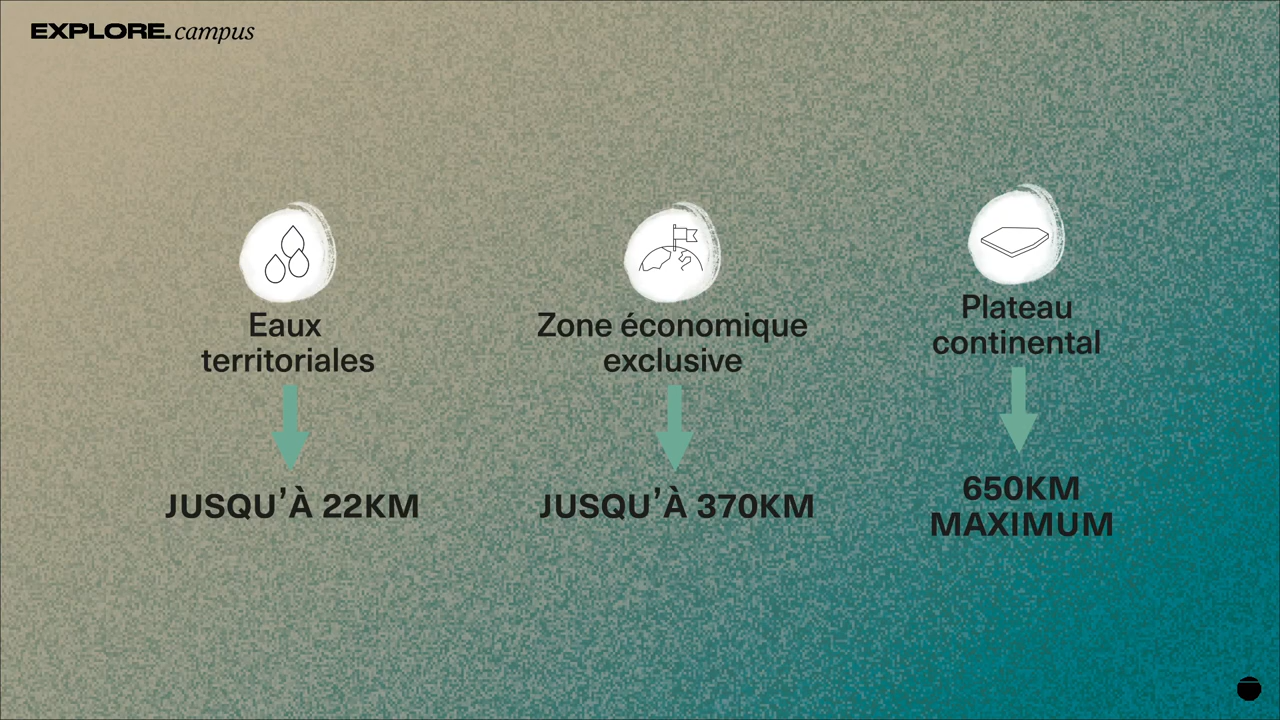 EXPLORE.campus
Eaux
territoriales
JUSQU’À 22KM
Zone économique
exclusive
JUSQU’À 370KM
Plateau
continental
650KM
MAXIMUM